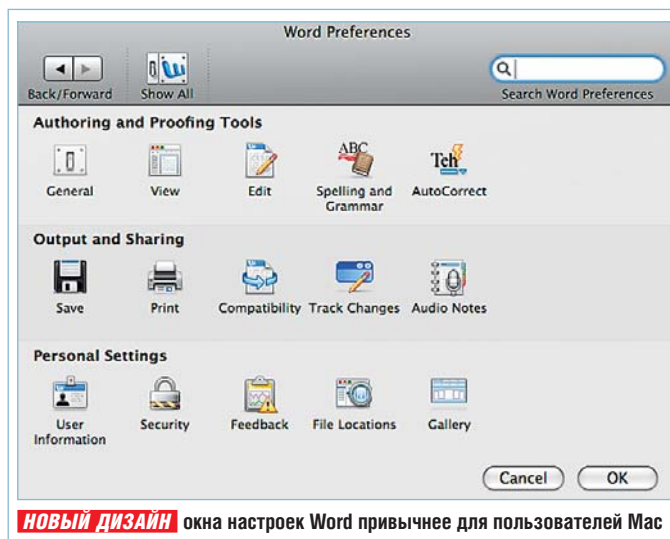 Word Preferences
Back/Forward Show All Search Word Preferences
Authoring and Proofing Tools
ABC Teh
General View Edit Spelling and Grammar AutoCorrect
Output and Sharing
Save Print Compatibility Track Changes Audio Notes
Personal Settings
User Information Security Feedback File Locations Gallery
Cancel OK
НОВЫЙ ДИЗАЙН окна настроек Word привычнее для пользователей Mac